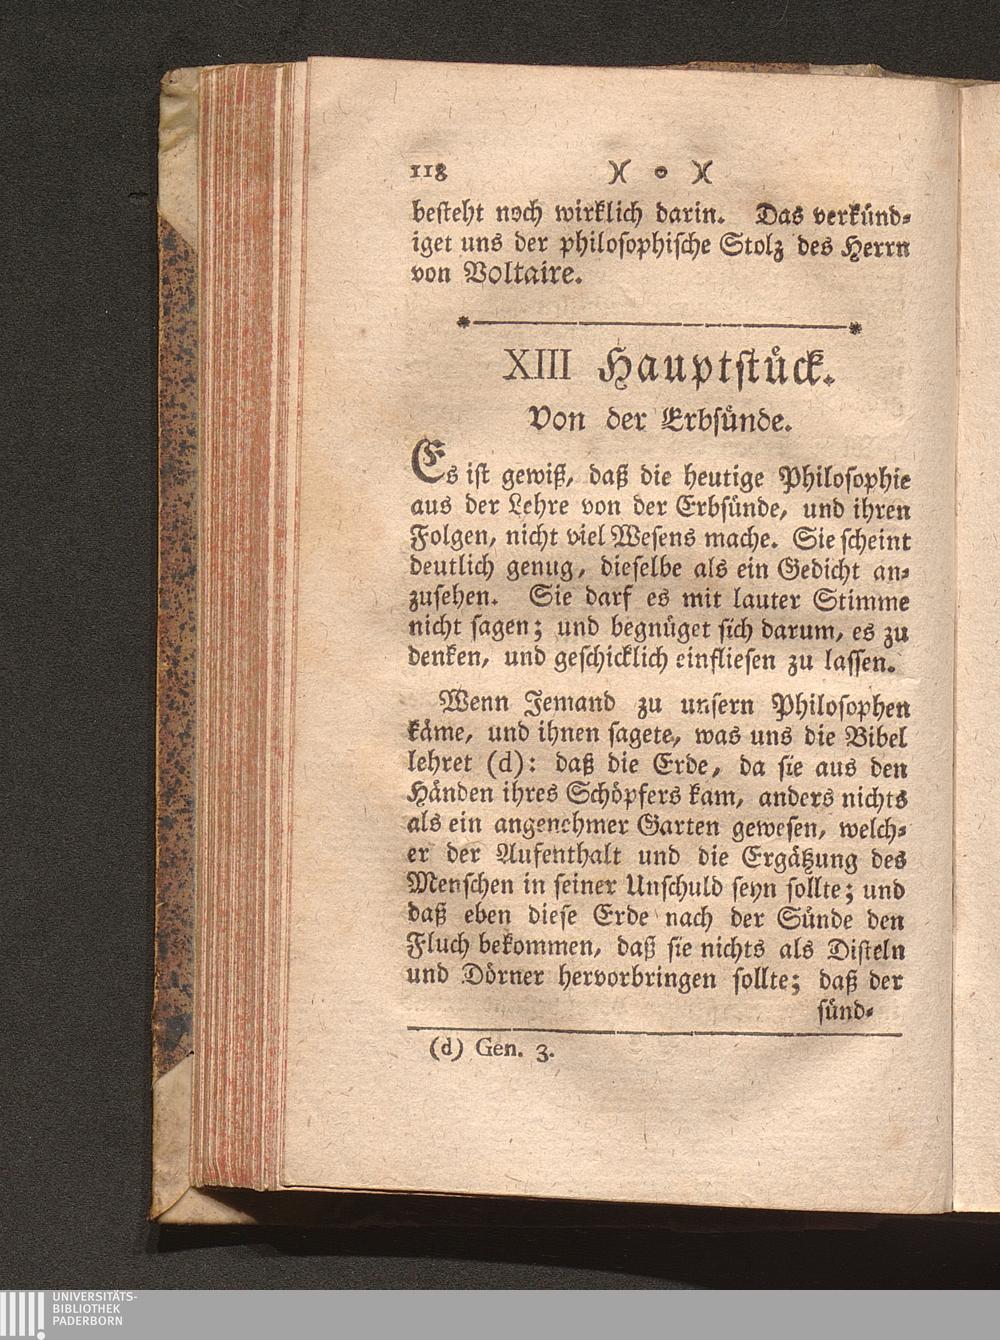 118 )( o )(
besteht noch wirklich darin. Das verkünd-
iget uns der philosophische Stolz des Herrn
von Voltaire.
XIII Hauptstück.
Von der Erbsünde.
Es ist gewiß, daß die heutige Philosophie
aus der Lehre von der Erbsünde, und ihren
Folgen, nicht viel Wesens mache. Sie scheint
deutlich genug, dieselbe als ein Gedicht an-
zusehen. Sie darf es mit lauter Stimme
nicht sagen; und begnüget sich darum, es zu
denken, und geschicklich einfliesen zu lassen.
Wenn Jemand zu unsern Philosophen
käme, und ihnen sagete, was uns die Bibel
lehret (d): daß die Erde, da sie aus den
Händen ihres Schöpfers kam, anders nichts
als ein angenehmer Garten gewesen, welch-
er der Aufenthalt und die Ergätzung des
Menschen in seiner Unschuld seyn sollte; und
daß eben diese Erde nach der Sünde den
Fluch bekommen, daß sie nichts als Disteln
und Dörner hervorbringen sollte; daß der
sünd-
(d) Gen. 3.
UNIVERSITÄTS-
BIBLIOTHEK
PADERBORN